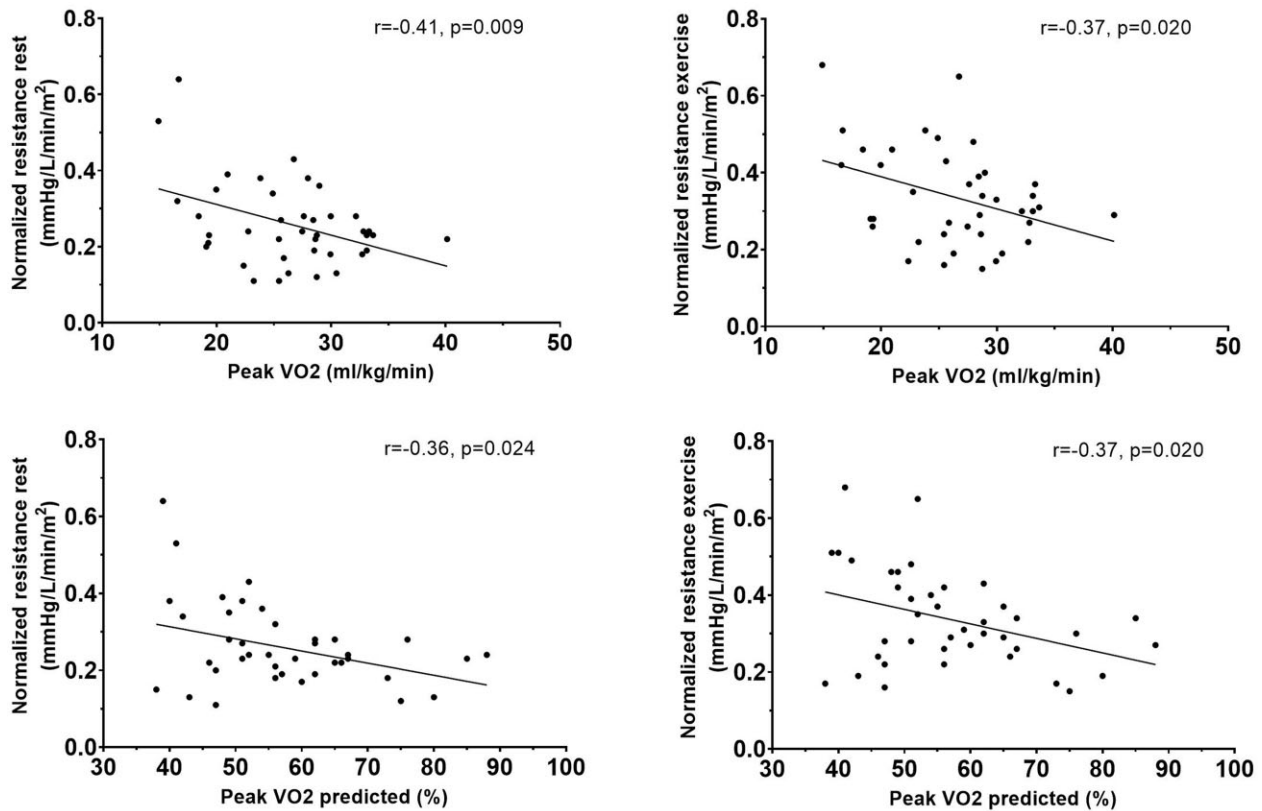 Normalized resistance rest
(mmHg/L/min/m²)
0.8
0.6
0.4
0.2
0.0
r=-0.41, p=0.009
10
20
30
40
50
Peak VO2 (ml/kg/min)
Normalized resistance exercise
(mmHg/L/min/m²)
0.8
0.6
0.4
0.2
0.0
r=-0.37, p=0.020
10
20
30
40
50
Peak VO2 (ml/kg/min)
Normalized resistance rest
(mmHg/L/min/m²)
0.8
0.6
0.4
0.2
0.0
r=-0.36, p=0.024
30
40
50
60
70
80
90
100
Peak VO2 predicted (%)
Normalized resistance exercise
(mmHg/L/min/m²)
0.8
0.6
0.4
0.2
0.0
r=-0.37, p=0.020
30
40
50
60
70
80
90
100
Peak VO2 predicted (%)